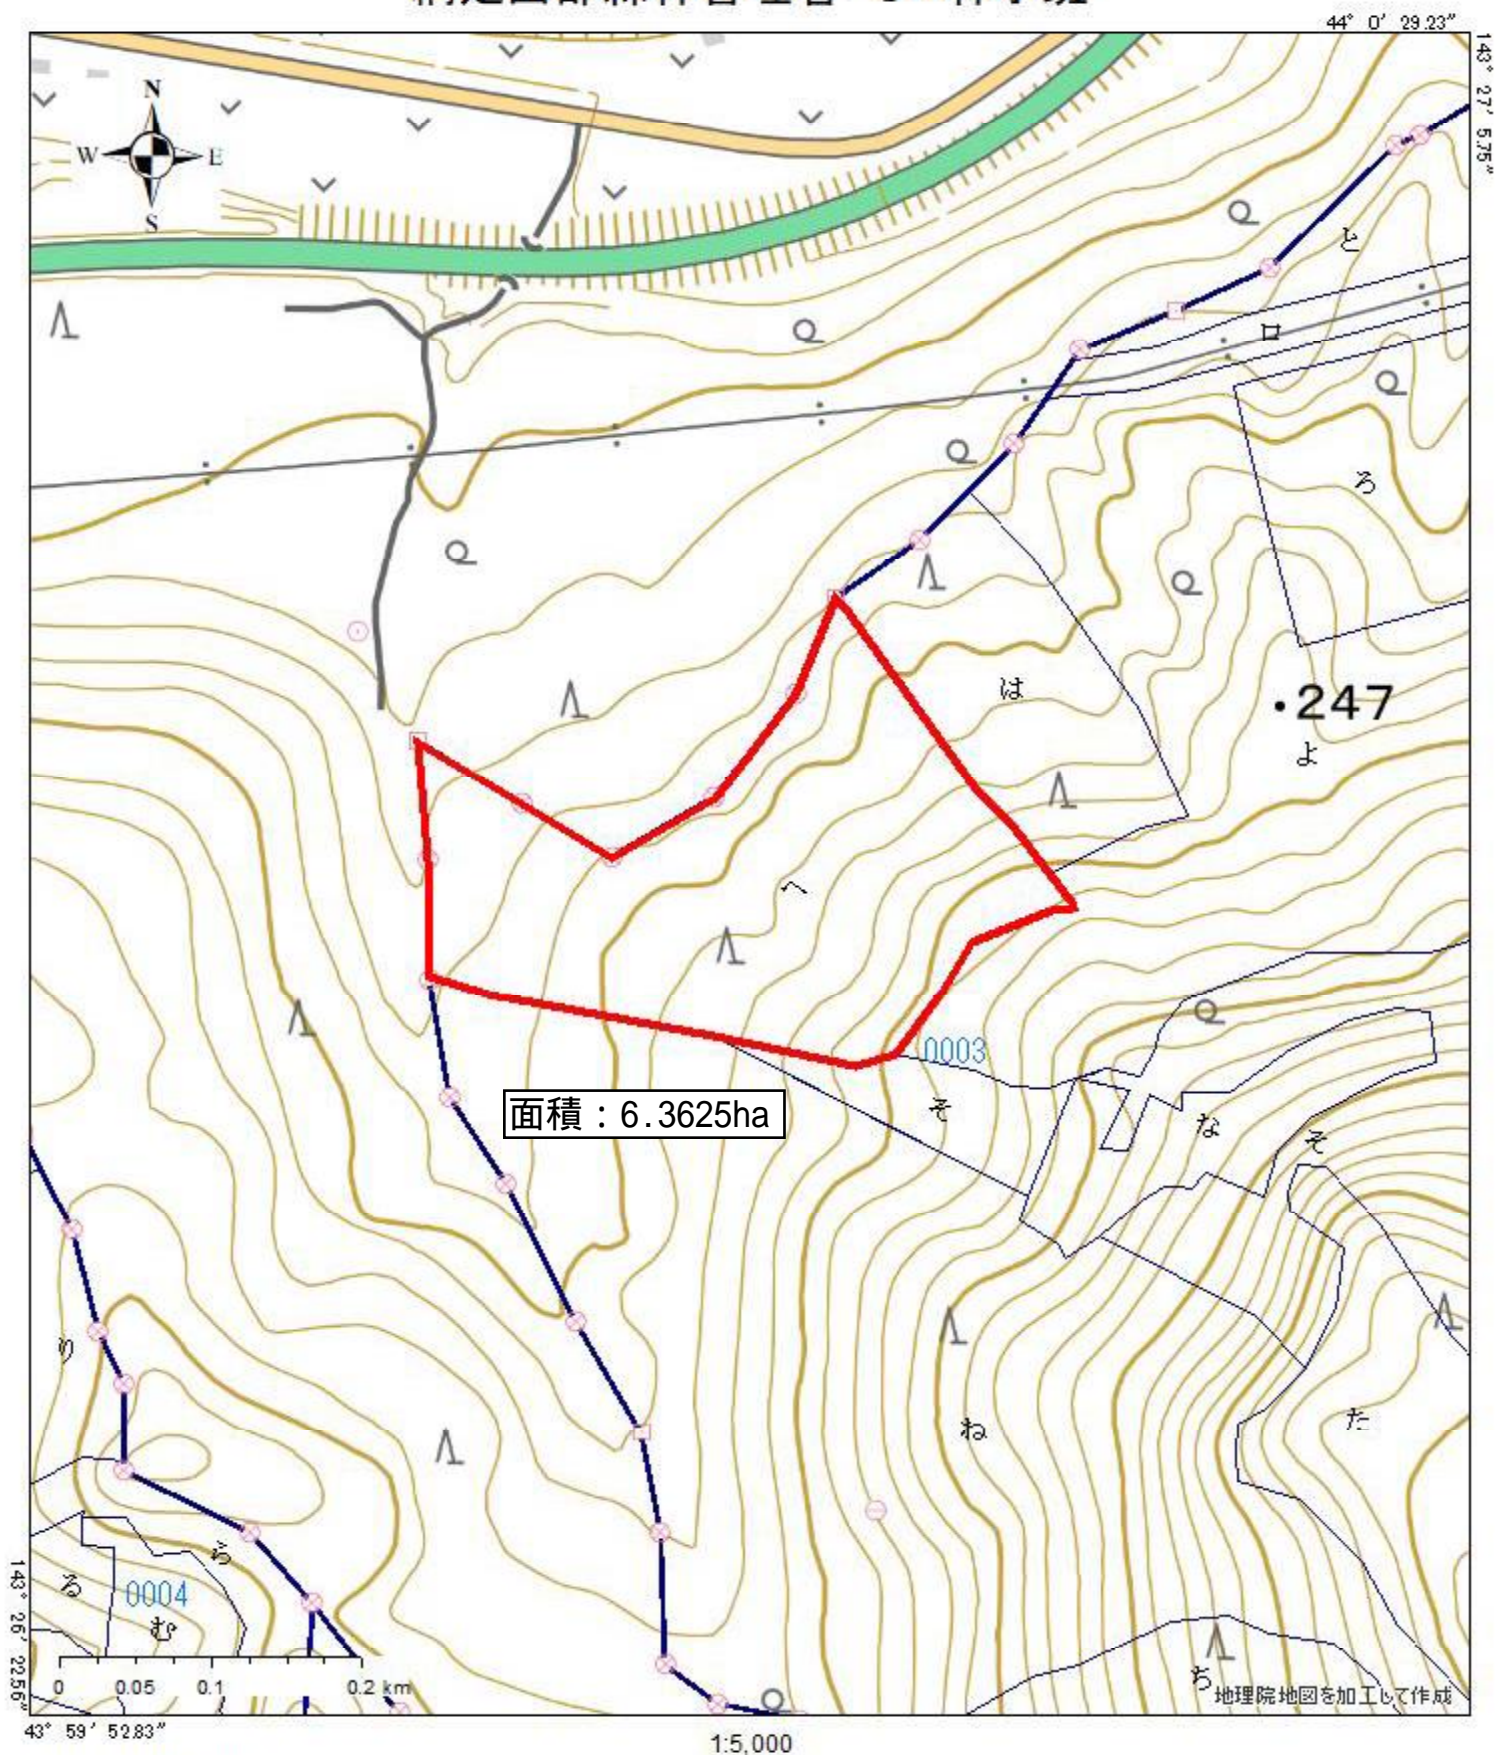 44° 0′ 29.23″
143° 27′ 5.75″
N
W E
S
と
ロ
ろ
は
・247
よ
へ
0003
そ
面積：6.3625ha
な
そ
り
た
ね
ら
る
0004
む
ち
143° 26′ 22.56″
0 0.05 0.1 0.2 km
地理院地図を加工して作成
43° 59′ 52.83″
1:5,000